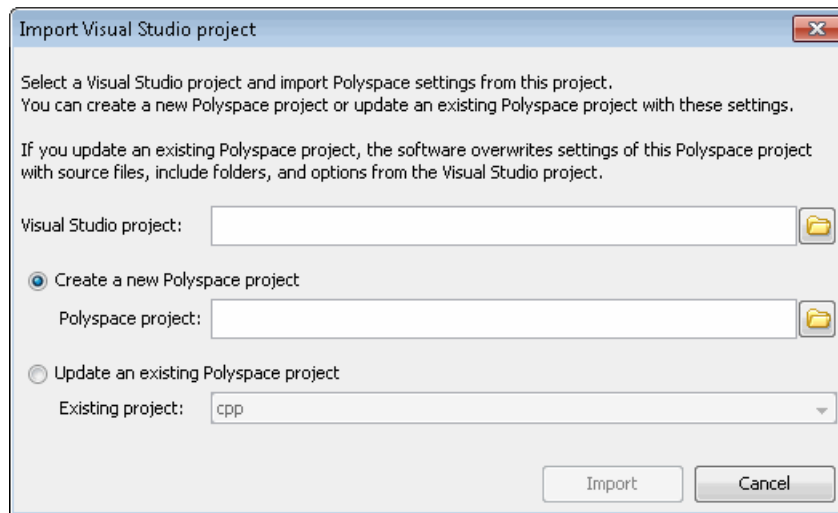 Import Visual Studio project
Select a Visual Studio project and import Polyspace settings from this project.
You can create a new Polyspace project or update an existing Polyspace project with these settings.
If you update an existing Polyspace project, the software overwrites settings of this Polyspace project
with source files, include folders, and options from the Visual Studio project.
Visual Studio project:
Create a new Polyspace project
Polyspace project:
Update an existing Polyspace project
Existing project: cpp
Import Cancel